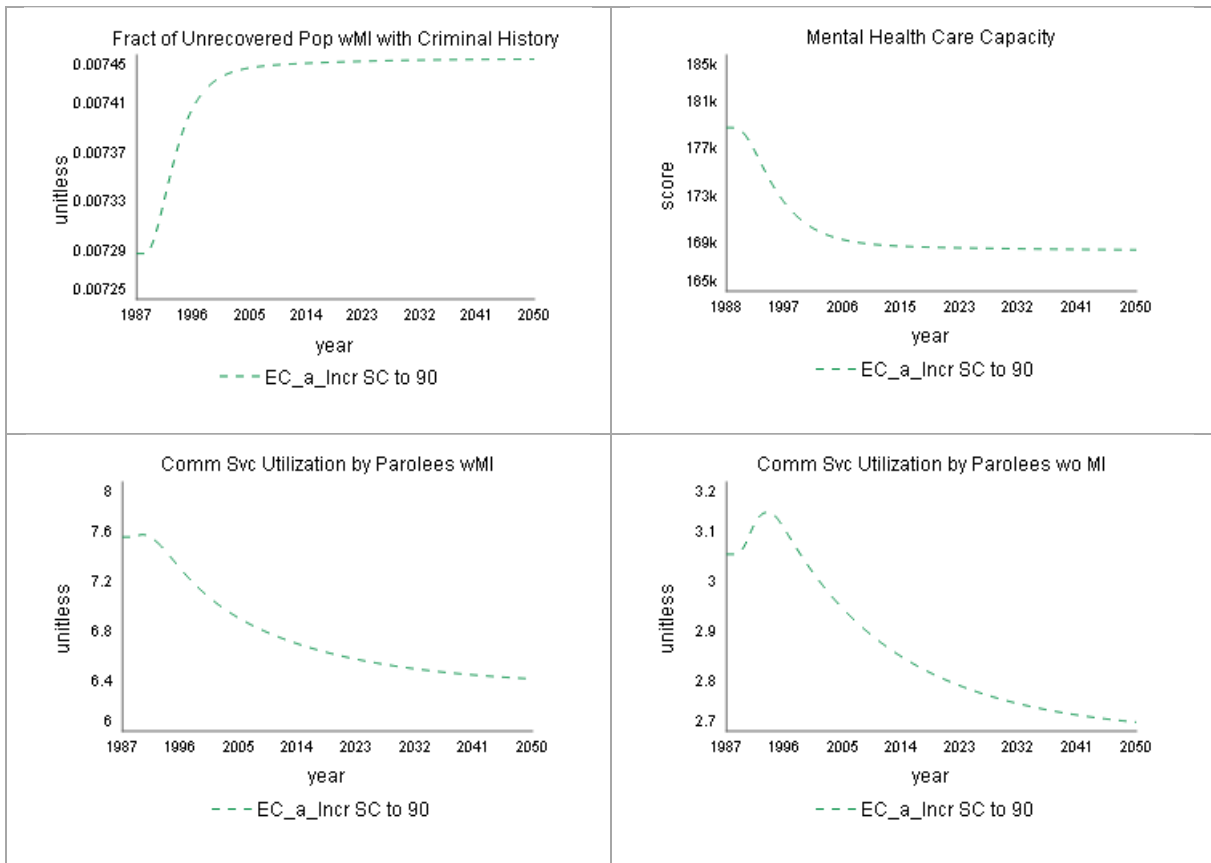 Fract of Unrecovered Pop wMI with Criminal History
0.00746
0.00741
0.00737
0.00733
0.00729
0.00725
unitless
1987 1996 2005 2014 2023 2032 2041 2050
year
EC_a_Incr SC to 90
Mental Health Care Capacity
185k
181k
177k
173k
169k
165k
score
1988 1997 2006 2015 2023 2032 2041 2050
year
EC_a_Incr SC to 90
Comm Svc Utilization by Parolees wMI
8
7.6
7.2
6.8
6.4
6
unitless
1987 1996 2005 2014 2023 2032 2041 2050
year
EC_a_Incr SC to 90
Comm Svc Utilization by Parolees wo MI
3.2
3.1
3
2.9
2.8
2.7
unitless
1987 1996 2005 2014 2023 2032 2041 2050
year
EC_a_Incr SC to 90